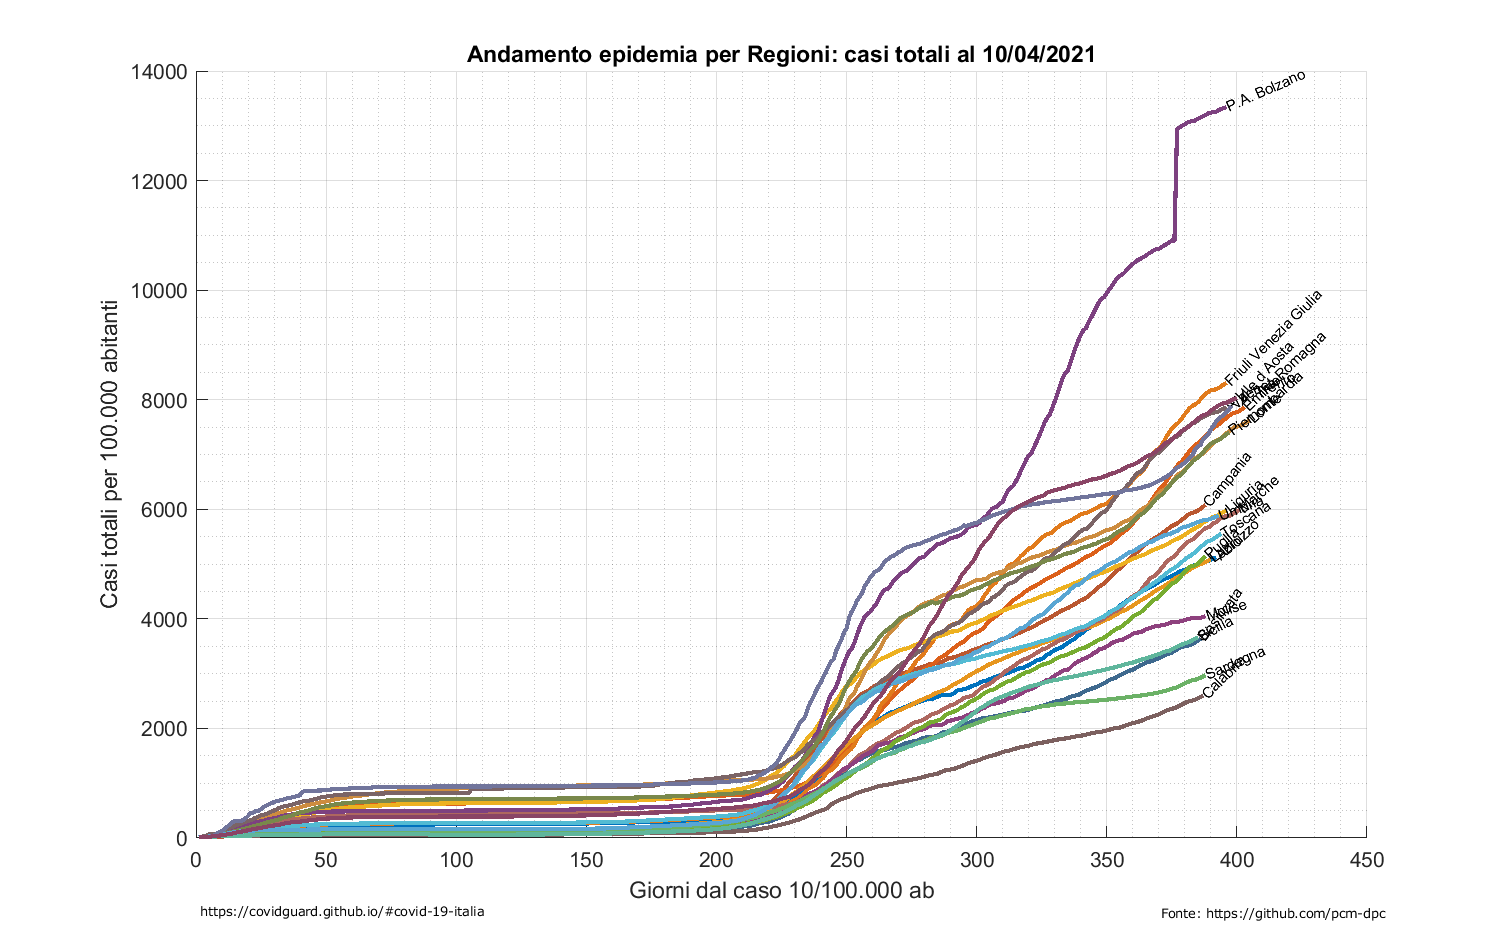 Andamento epidemia per Regioni: casi totali al 10/04/2021
14000
12000
10000
8000
6000
4000
2000
0
Casi totali per 100.000 abitanti
P.A. Bolzano
Friuli Venezia Giulia
Valle d'Aosta
Emilia-Romagna
Piemonte
Lombardia
Campania
Liguria
Marche
Toscana
Puglia
Molise
Sicilia
Sardegna
Calabria
0 50 100 150 200 250 300 350 400 450
Giorni dal caso 10/100.000 ab
https://covidguard.github.io/#covid-19-italia
Fonte: https://github.com/pcm-dpc